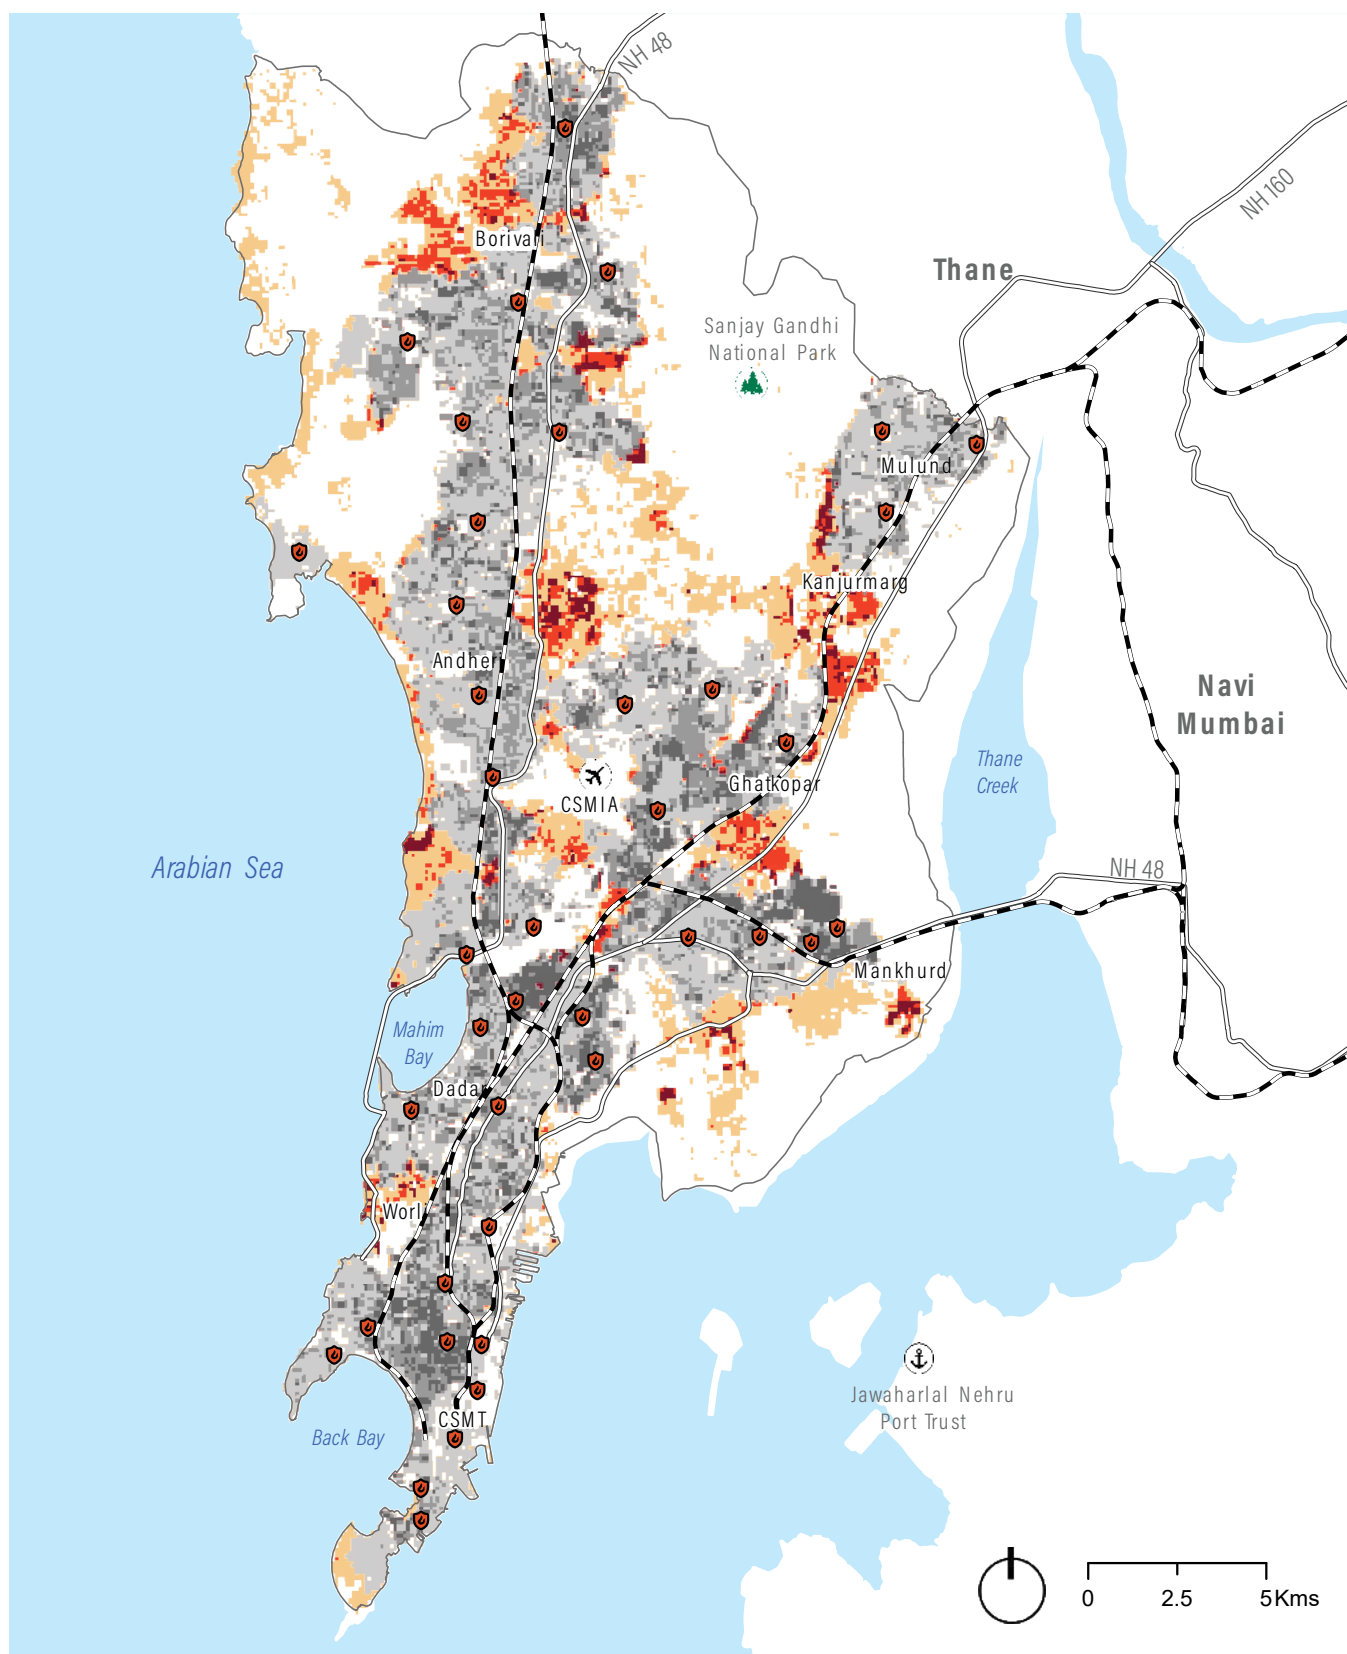 NH 48
NH 160
Borivari
Thane
Sanjay Gandhi
National Park
Mulund
Kanjurmarg
Andheri
Navi
Mumbai
Thane
Creek
Ghatkopar
CSMIA
Arabian Sea
NH 48
Mankhurd
Mahim
Bay
Dadar
Worli
Jawaharlal Nehru
Port Trust
CSMT
Back Bay
0 2.5 5Kms